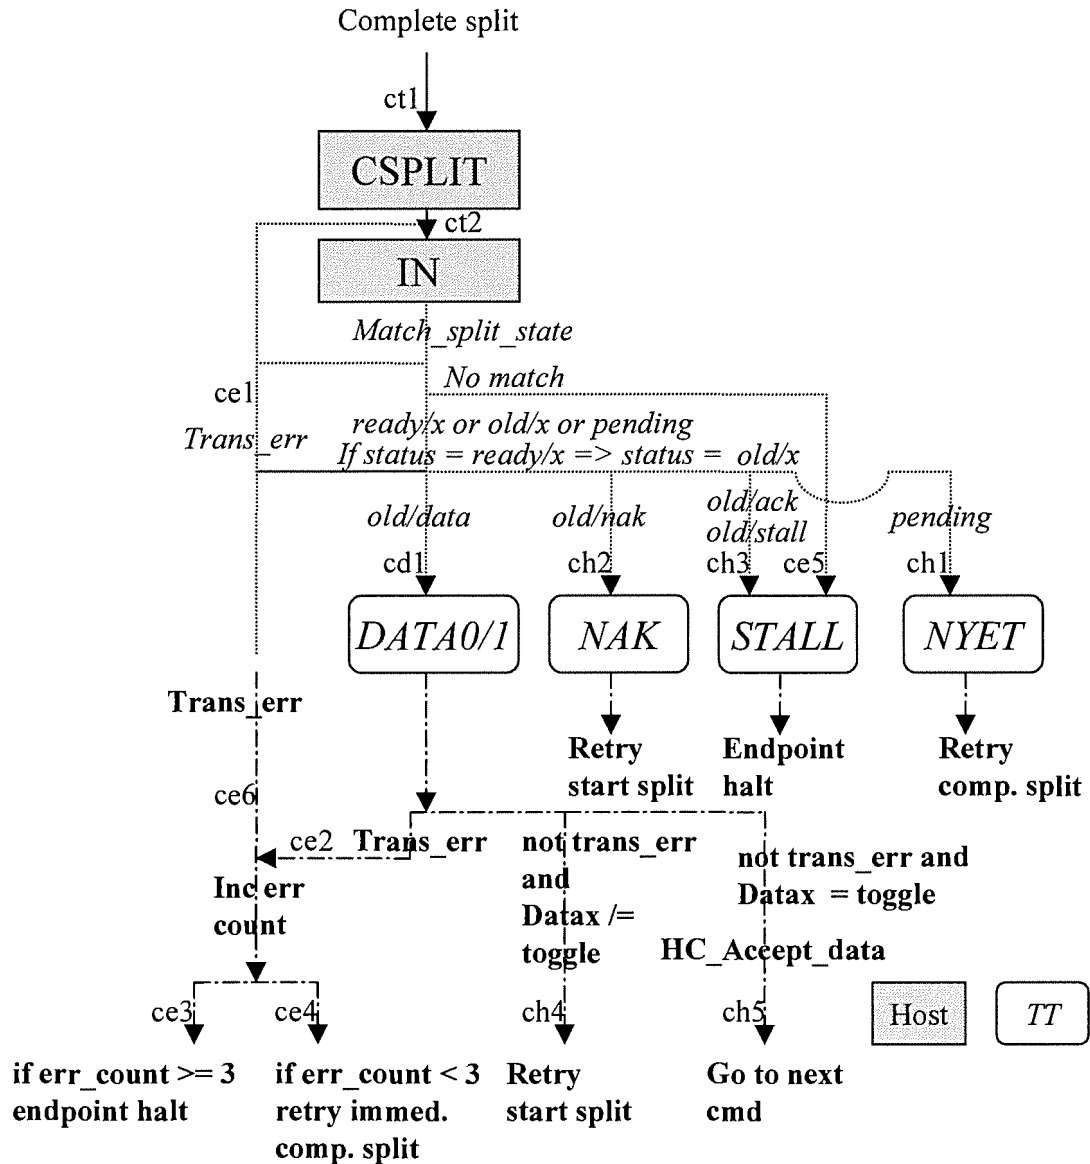 Complete split
ct1
CSPLIT
ct2
IN
Match_split_state
No match
ce1
Trans_err
ready/x or old/x or pending
If status = ready/x => status = old/x
old/data
old/nak
old/ack
old/stall
pending
cd1
ch2
ch3
ce5
ch1
DATA0/1
NAK
STALL
NYET
Trans_err
Retry
start split
Endpoint
halt
Retry
comp. split
ce6
ce2
Trans_err
not trans_err
and
Datax /=
toggle
not trans_err and
Datax = toggle
Inc err
count
HC_Accept_data
ce3
ce4
ch4
ch5
Host
TT
if err_count >= 3
endpoint halt
if err_count < 3
retry immed.
comp. split
Retry
start split
Go to next
cmd